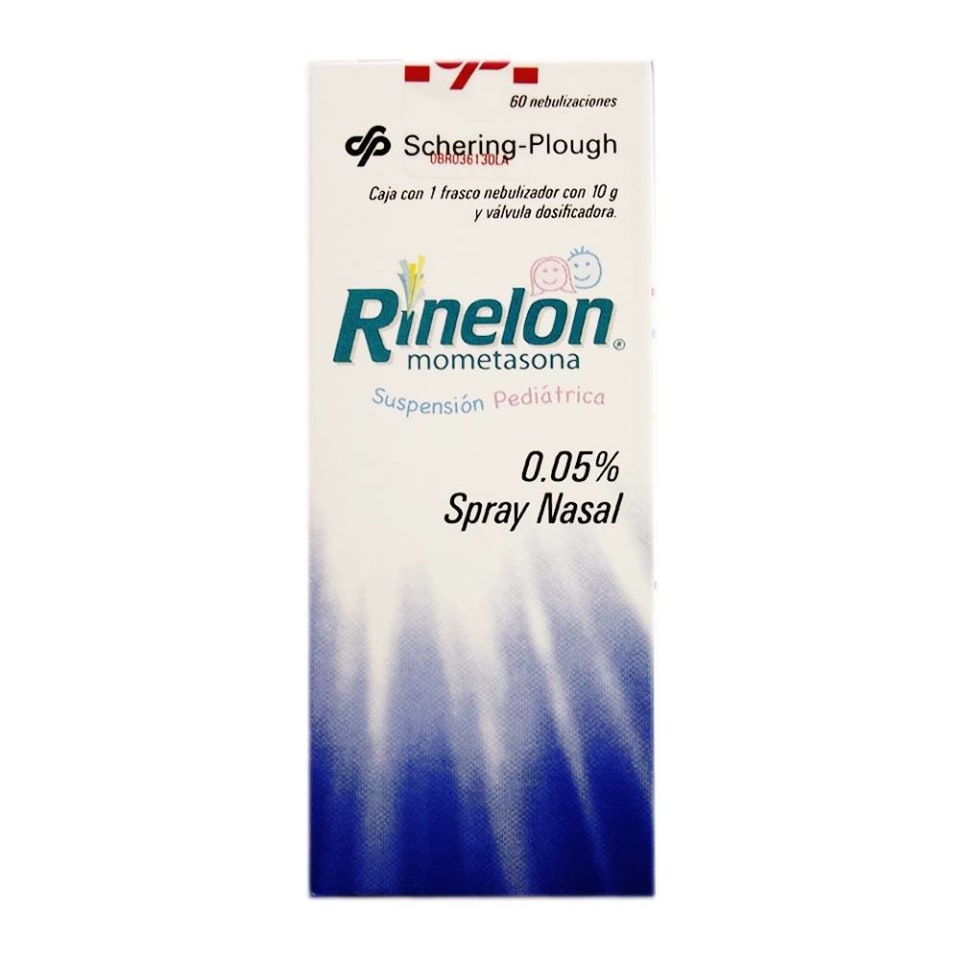 60 nebulizaciones
Schering-Plough
0BR036130LA
Caja con 1 frasco nebulizador con 10 g
y válvula dosificadora.
Rinelon®
mometasona
Suspensión Pediátrica
0.05%
Spray Nasal